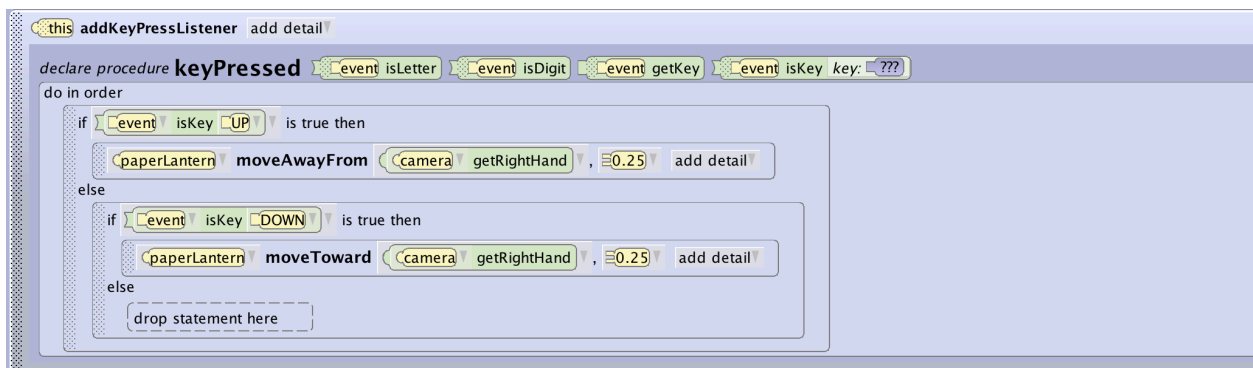 this addKeyPressListener add detail
declare procedure keyPressed event isLetter event isDigit event getKey event isKey key: ???
do in order
if event isKey UP is true then
paperLantern moveAwayFrom camera getRightHand , 0.25 add detail
else
if event isKey DOWN is true then
paperLantern moveToward camera getRightHand , 0.25 add detail
else
drop statement here